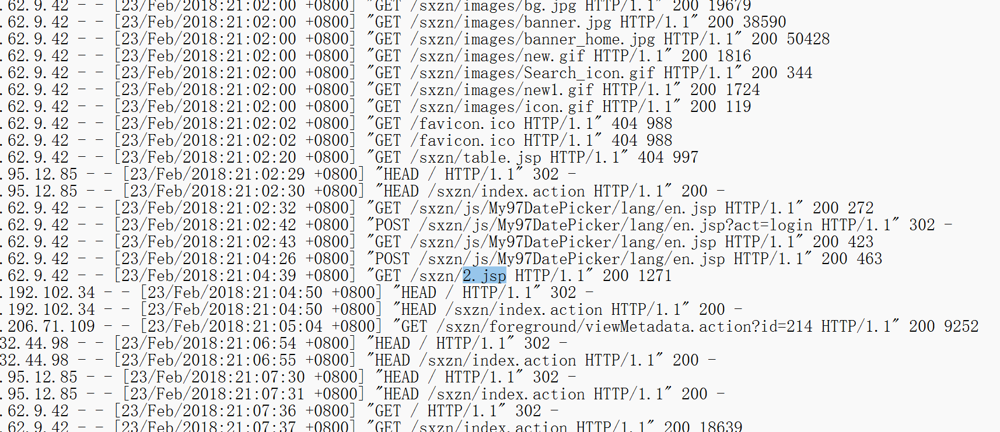 .62.9.42 - - [23/Feb/2018:21:02:00 +0800] "GET /sxzn/images/bg.jpg HTTP/1.1" 200 19679
.62.9.42 - - [23/Feb/2018:21:02:00 +0800] "GET /sxzn/images/banner.jpg HTTP/1.1" 200 38590
.62.9.42 - - [23/Feb/2018:21:02:00 +0800] "GET /sxzn/images/banner_home.jpg HTTP/1.1" 200 50428
.62.9.42 - - [23/Feb/2018:21:02:00 +0800] "GET /sxzn/images/new.gif HTTP/1.1" 200 1816
.62.9.42 - - [23/Feb/2018:21:02:00 +0800] "GET /sxzn/images/Search_icon.gif HTTP/1.1" 200 344
.62.9.42 - - [23/Feb/2018:21:02:00 +0800] "GET /sxzn/images/new1.gif HTTP/1.1" 200 1724
.62.9.42 - - [23/Feb/2018:21:02:00 +0800] "GET /sxzn/images/icon.gif HTTP/1.1" 200 119
.62.9.42 - - [23/Feb/2018:21:02:02 +0800] "GET /favicon.ico HTTP/1.1" 404 988
.62.9.42 - - [23/Feb/2018:21:02:02 +0800] "GET /favicon.ico HTTP/1.1" 404 988
.62.9.42 - - [23/Feb/2018:21:02:20 +0800] "GET /sxzn/table.jsp HTTP/1.1" 404 997
.95.12.85 - - [23/Feb/2018:21:02:29 +0800] "HEAD / HTTP/1.1" 302 -
.95.12.85 - - [23/Feb/2018:21:02:30 +0800] "HEAD /sxzn/index.action HTTP/1.1" 200 -
.62.9.42 - - [23/Feb/2018:21:02:32 +0800] "GET /sxzn/js/My97DatePicker/lang/en.jsp HTTP/1.1" 200 272
.62.9.42 - - [23/Feb/2018:21:02:42 +0800] "POST /sxzn/js/My97DatePicker/lang/en.jsp?act=login HTTP/1.1" 302 -
.62.9.42 - - [23/Feb/2018:21:02:43 +0800] "GET /sxzn/js/My97DatePicker/lang/en.jsp HTTP/1.1" 200 423
.62.9.42 - - [23/Feb/2018:21:04:26 +0800] "POST /sxzn/js/My97DatePicker/lang/en.jsp HTTP/1.1" 200 463
.62.9.42 - - [23/Feb/2018:21:04:39 +0800] "GET /sxzn/2.jsp HTTP/1.1" 200 1271
.192.102.34 - - [23/Feb/2018:21:04:50 +0800] "HEAD / HTTP/1.1" 302 -
.192.102.34 - - [23/Feb/2018:21:04:50 +0800] "HEAD /sxzn/index.action HTTP/1.1" 200 -
.206.71.109 - - [23/Feb/2018:21:05:04 +0800] "GET /sxzn/foreground/viewMetadata.action?id=214 HTTP/1.1" 200 9252
32.44.98 - - [23/Feb/2018:21:06:54 +0800] "HEAD / HTTP/1.1" 302 -
32.44.98 - - [23/Feb/2018:21:06:55 +0800] "HEAD /sxzn/index.action HTTP/1.1" 200 -
.95.12.85 - - [23/Feb/2018:21:07:30 +0800] "HEAD / HTTP/1.1" 302 -
.95.12.85 - - [23/Feb/2018:21:07:31 +0800] "HEAD /sxzn/index.action HTTP/1.1" 200 -
.62.9.42 - - [23/Feb/2018:21:07:36 +0800] "GET / HTTP/1.1" 302 -
.62.9.42 - - [23/Feb/2018:21:07:37 +0800] "GET /sxzn/index.action HTTP/1.1" 200 18639